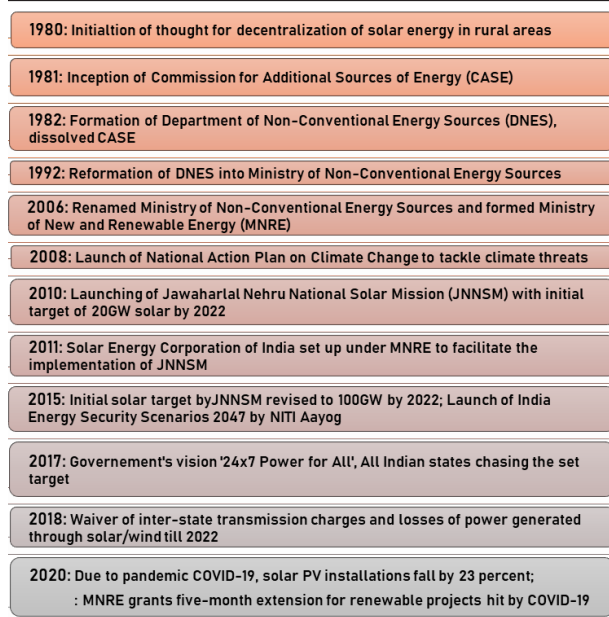 1980: Initialtion of thought for decentralization of solar energy in rural areas
1981: Inception of Commission for Additional Sources of Energy (CASE)
1982: Formation of Department of Non-Conventional Energy Sources (DNES),
dissolved CASE
1992: Reformation of DNES into Ministry of Non-Conventional Energy Sources
2006: Renamed Ministry of Non-Conventional Energy Sources and formed Ministry
of New and Renewable Energy (MNRE)
2008: Launch of National Action Plan on Climate Change to tackle climate threats
2010: Launching of Jawaharlal Nehru National Solar Mission (JNNSM) with initial
target of 20GW solar by 2022
2011: Solar Energy Corporation of India set up under MNRE to facilitate the
implementation of JNNSM
2015: Initial solar target byJNNSM revised to 100GW by 2022; Launch of India
Energy Security Scenarios 2047 by NITI Aayog
2017: Governement's vision '24x7 Power for All', All Indian states chasing the set
target
2018: Waiver of inter-state transmission charges and losses of power generated
through solar/wind till 2022
2020: Due to pandemic COVID-19, solar PV installations fall by 23 percent;
: MNRE grants five-month extension for renewable projects hit by COVID-19